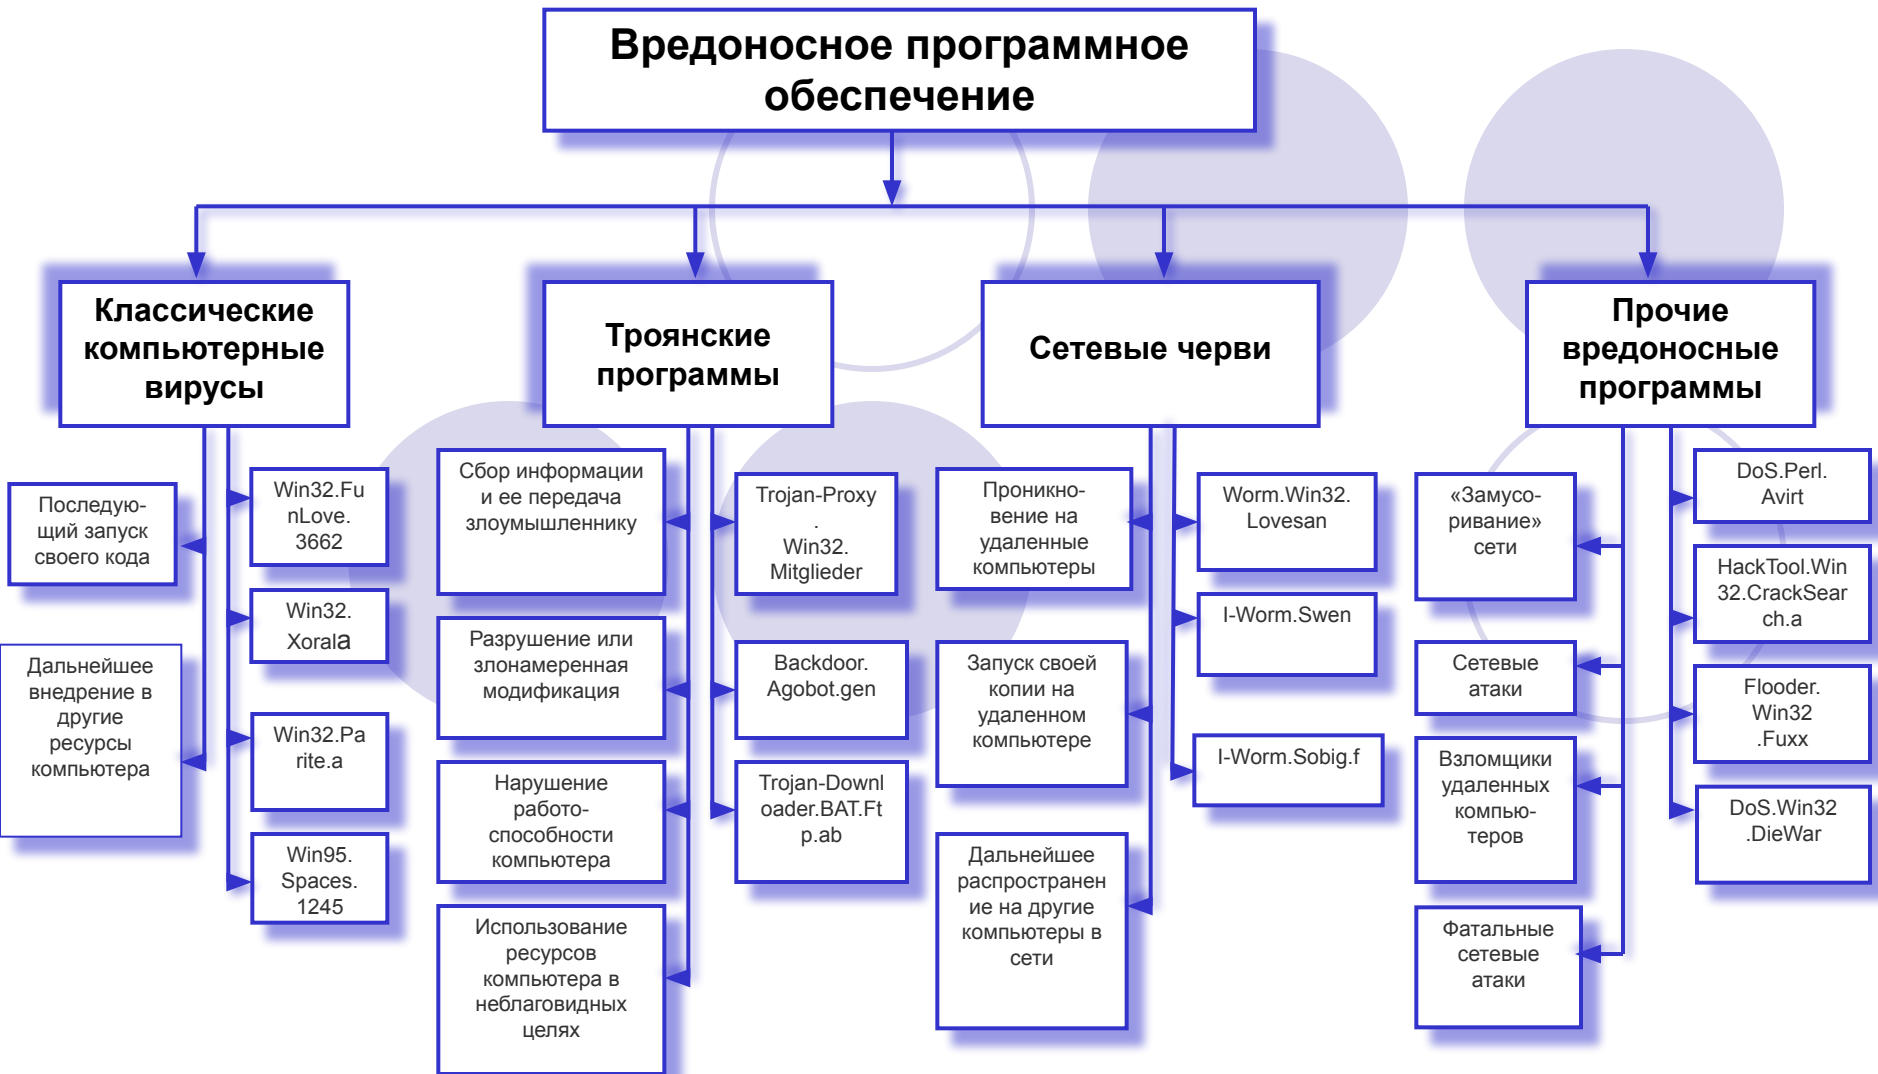 Вредоносное программное
обеспечение
Классические
компьютерные
вирусы
Троянские
программы
Сетевые черви
Прочие
вредоносные
программы
Последую-
щий запуск
своего кода
Дальнейшее
внедрение в
другие
ресурсы
компьютера
Win32.Fu
nLove.
3662
Win32.
Xorala
Win32.Pa
rite.a
Win95.
Spaces.
1245
Сбор информации
и ее передача
злоумышленнику
Разрушение или
злонамеренная
модификация
Нарушение
работо-
способности
компьютера
Использование
ресурсов
компьютера в
неблаговидных
целях
Trojan-Proxy
.
Win32.
Mitglieder
Backdoor.
Agobot.gen
Trojan-Downl
oader.BAT.Ft
p.ab
Проникно-
вение на
удаленные
компьютеры
Запуск своей
копии на
удаленном
компьютере
Дальнейшее
распространен
ие на другие
компьютеры в
сети
Worm.Win32.
Lovesan
I-Worm.Swen
I-Worm.Sobig.f
«Замусо-
ривание»
сети
Сетевые
атаки
Взломщики
удаленных
компью-
теров
Фатальные
сетевые
атаки
DoS.Perl.
Avirt
HackTool.Win
32.CrackSear
ch.a
Flooder.
Win32
.Fuxx
DoS.Win32
.DieWar